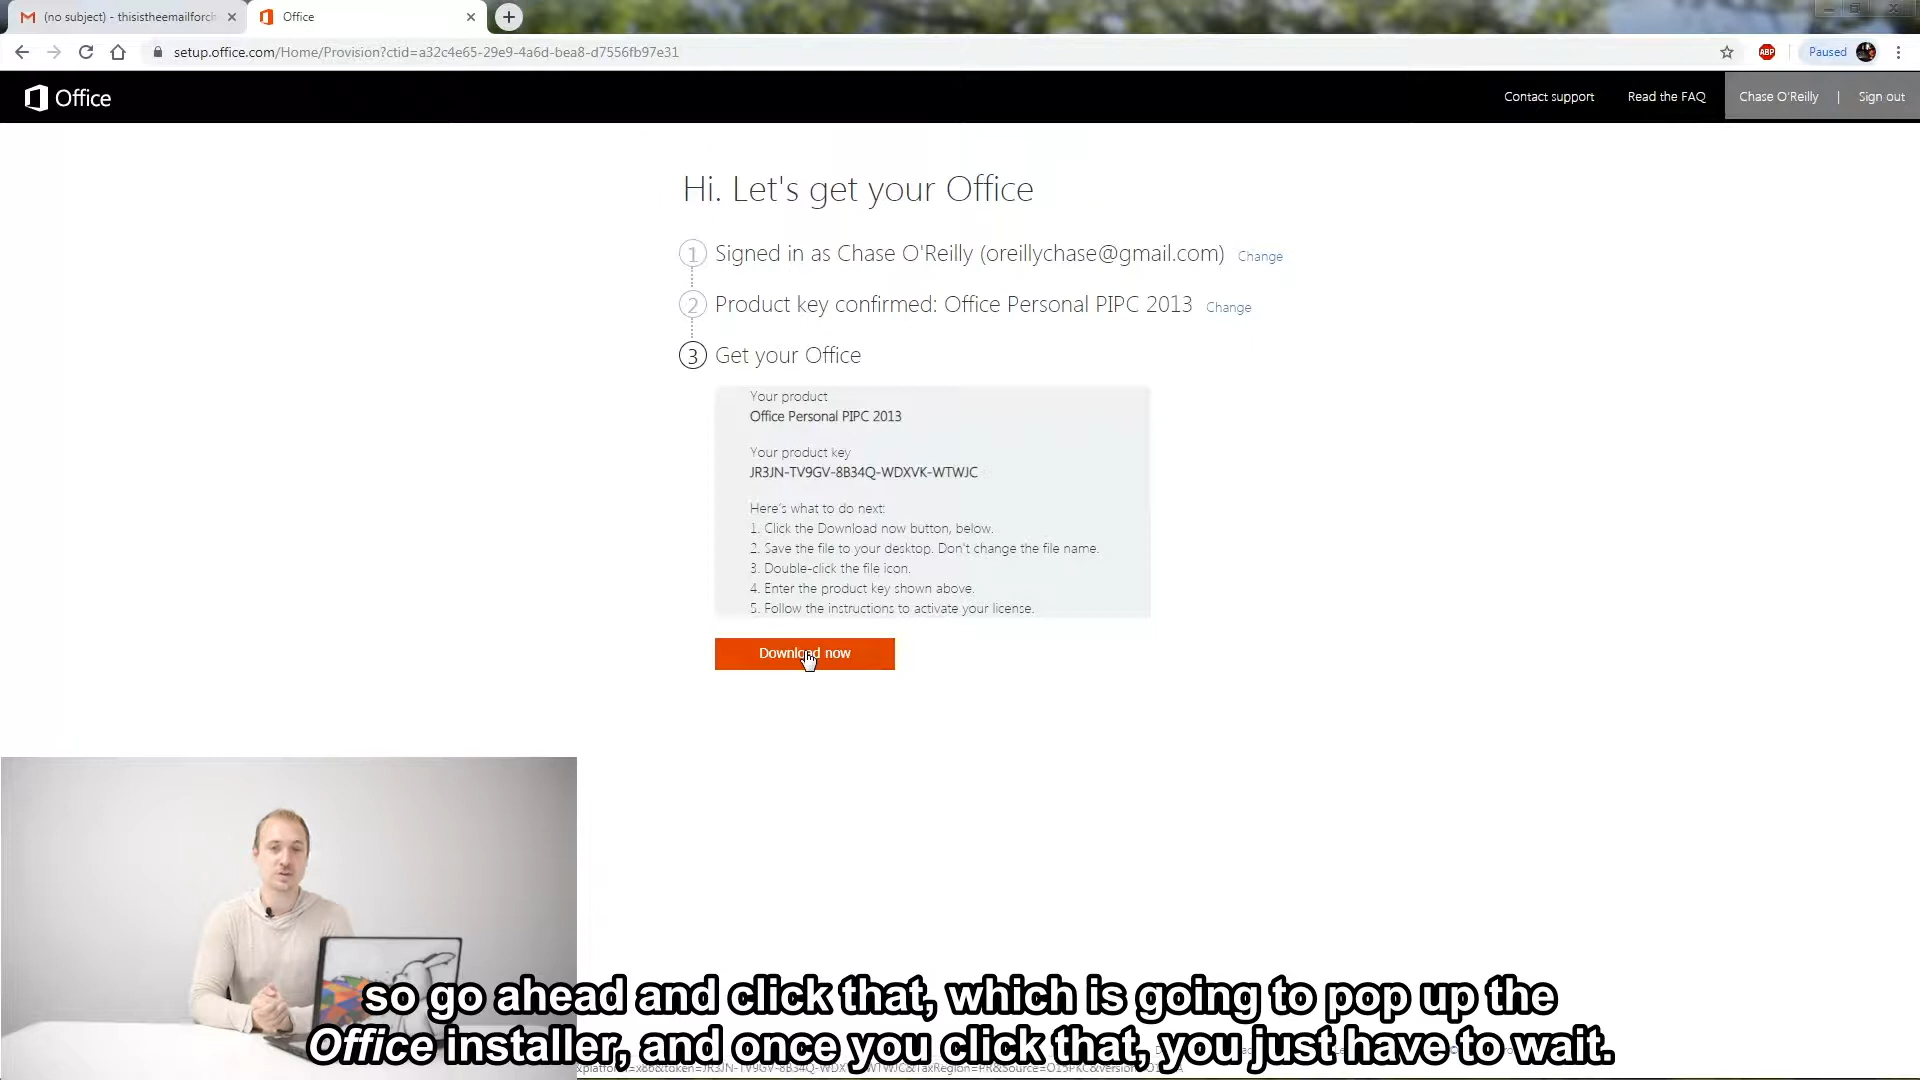 (no subject) - thisistheemailforch
Office
setup.office.com/Home/Provision?ctid=a32c4e65-29e9-4a6d-bea8-d7556fb97e31
ABP
Paused
Office
Contact support
Read the FAQ
Chase O'Reilly | Sign out
Hi. Let's get your Office
1 Signed in as Chase O'Reilly (oreillychase@gmail.com) Change
2 Product key confirmed: Office Personal PIPC 2013 Change
3 Get your Office
Your product
Office Personal PIPC 2013
Your product key
JR3JN-TV9GV-8B34Q-WDXVK-WTWJC
Here's what to do next:
1. Click the Download now button, below.
2. Save the file to your desktop. Don't change the file name.
3. Double-click the file icon.
4. Enter the product key shown above.
5. Follow the instructions to activate your license.
Download now
so go ahead and click that, which is going to pop up the
Office installer, and once you click that, you just have to wait.